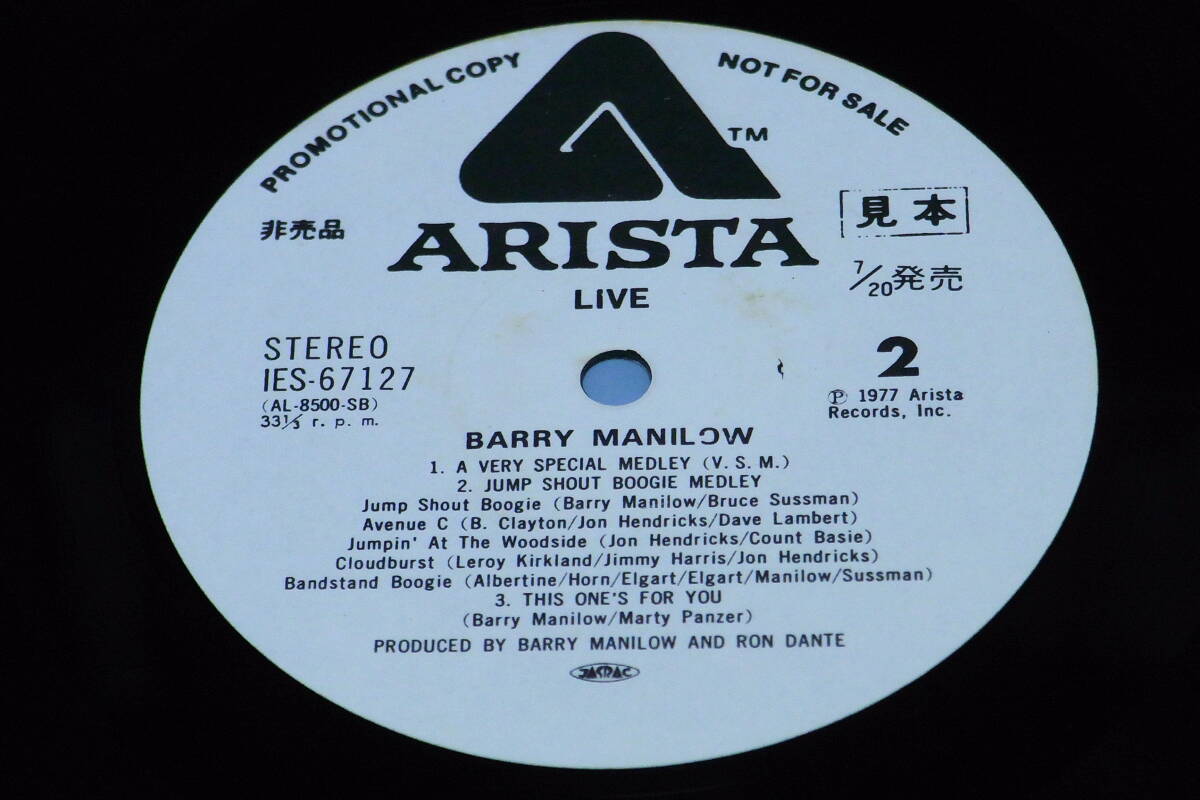 PROMOTIONAL COPY
NOT FOR SALE
TM
非売品
ARISTA
見本
7/20発売
LIVE
STEREO
IES-67127
(AL-8500-SB)
33⅓ r. p. m.
2
Ⓟ 1977 Arista
Records, Inc.
BARRY MANILOW
1. A VERY SPECIAL MEDLEY (V. S. M.)
2. JUMP SHOUT BOOGIE MEDLEY
Jump Shout Boogie (Barry Manilow/Bruce Sussman)
Avenue C (B. Clayton/Jon Hendricks/Dave Lambert)
Jumpin' At The Woodside (Jon Hendricks/Count Basie)
Cloudburst (Leroy Kirkland/Jimmy Harris/Jon Hendricks)
Bandstand Boogie (Albertine/Horn/Elgart/Elgart/Manilow/Sussman)
3. THIS ONE'S FOR YOU
(Barry Manilow/Marty Panzer)
PRODUCED BY BARRY MANILOW AND RON DANTE
JASRAC